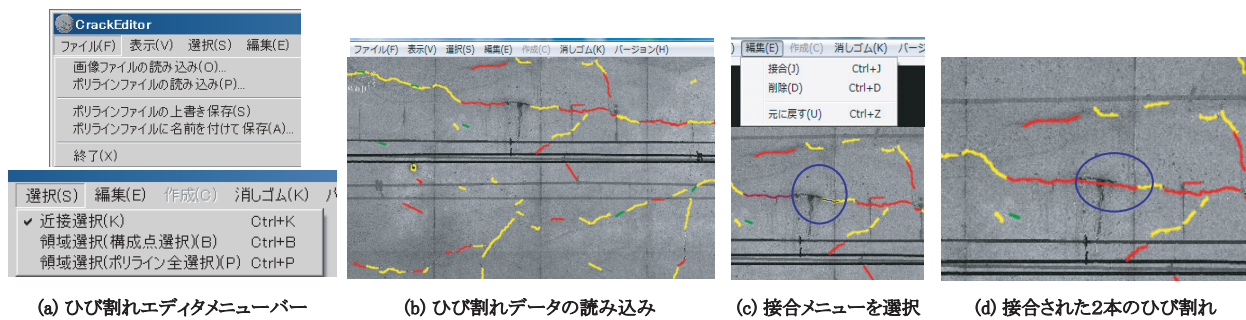 CrackEditor
ファイル(F) 表示(V) 選択(S) 編集(E)
画像ファイルの読み込み(O)...
ポリラインファイルの読み込み(P)...
ポリラインファイルの上書き保存(S)
ポリラインファイルに名前を付けて保存(A)...
終了(X)
選択(S) 編集(E) 作成(C) 消しゴム(K)
✔ 近接選択(K) Ctrl+K
領域選択(構成点選択)(B) Ctrl+B
領域選択(ポリライン全選択)(P) Ctrl+P
(a) ひび割れエディタメニューバー
ファイル(F) 表示(V) 選択(S) 編集(E) 作成(C) 消しゴム(K) バージョン(H)
(b) ひび割れデータの読み込み
) 編集(E) 作成(C) 消しゴム(K) バージ
接合(J) Ctrl+J
削除(D) Ctrl+D
元に戻す(U) Ctrl+Z
(c) 接合メニューを選択
(d) 接合された2本のひび割れ